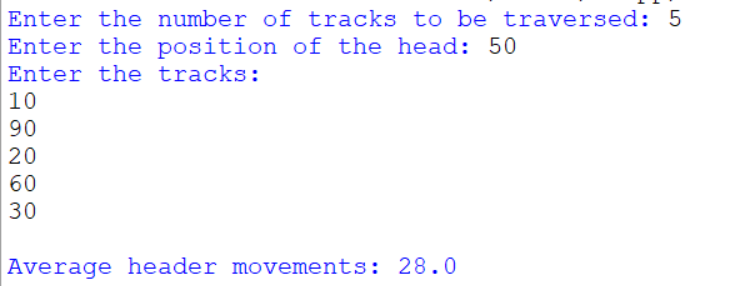 Enter the number of tracks to be traversed: 5
Enter the position of the head: 50
Enter the tracks:
10
90
20
60
30
Average header movements: 28.0